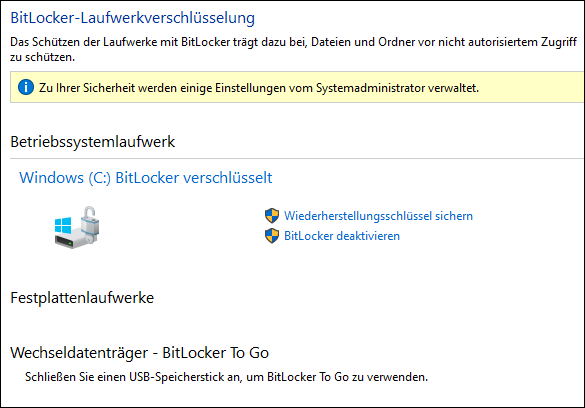 BitLocker-Laufwerkverschlüsselung
Das Schützen der Laufwerke mit BitLocker trägt dazu bei, Dateien und Ordner vor nicht autorisiertem Zugriff
zu schützen.
Zu Ihrer Sicherheit werden einige Einstellungen vom Systemadministrator verwaltet.
Betriebssystemlaufwerk
Windows (C:) BitLocker verschlüsselt
Wiederherstellungsschlüssel sichern
BitLocker deaktivieren
Festplattenlaufwerke
Wechseldatenträger - BitLocker To Go
Schließen Sie einen USB-Speicherstick an, um BitLocker To Go zu verwenden.